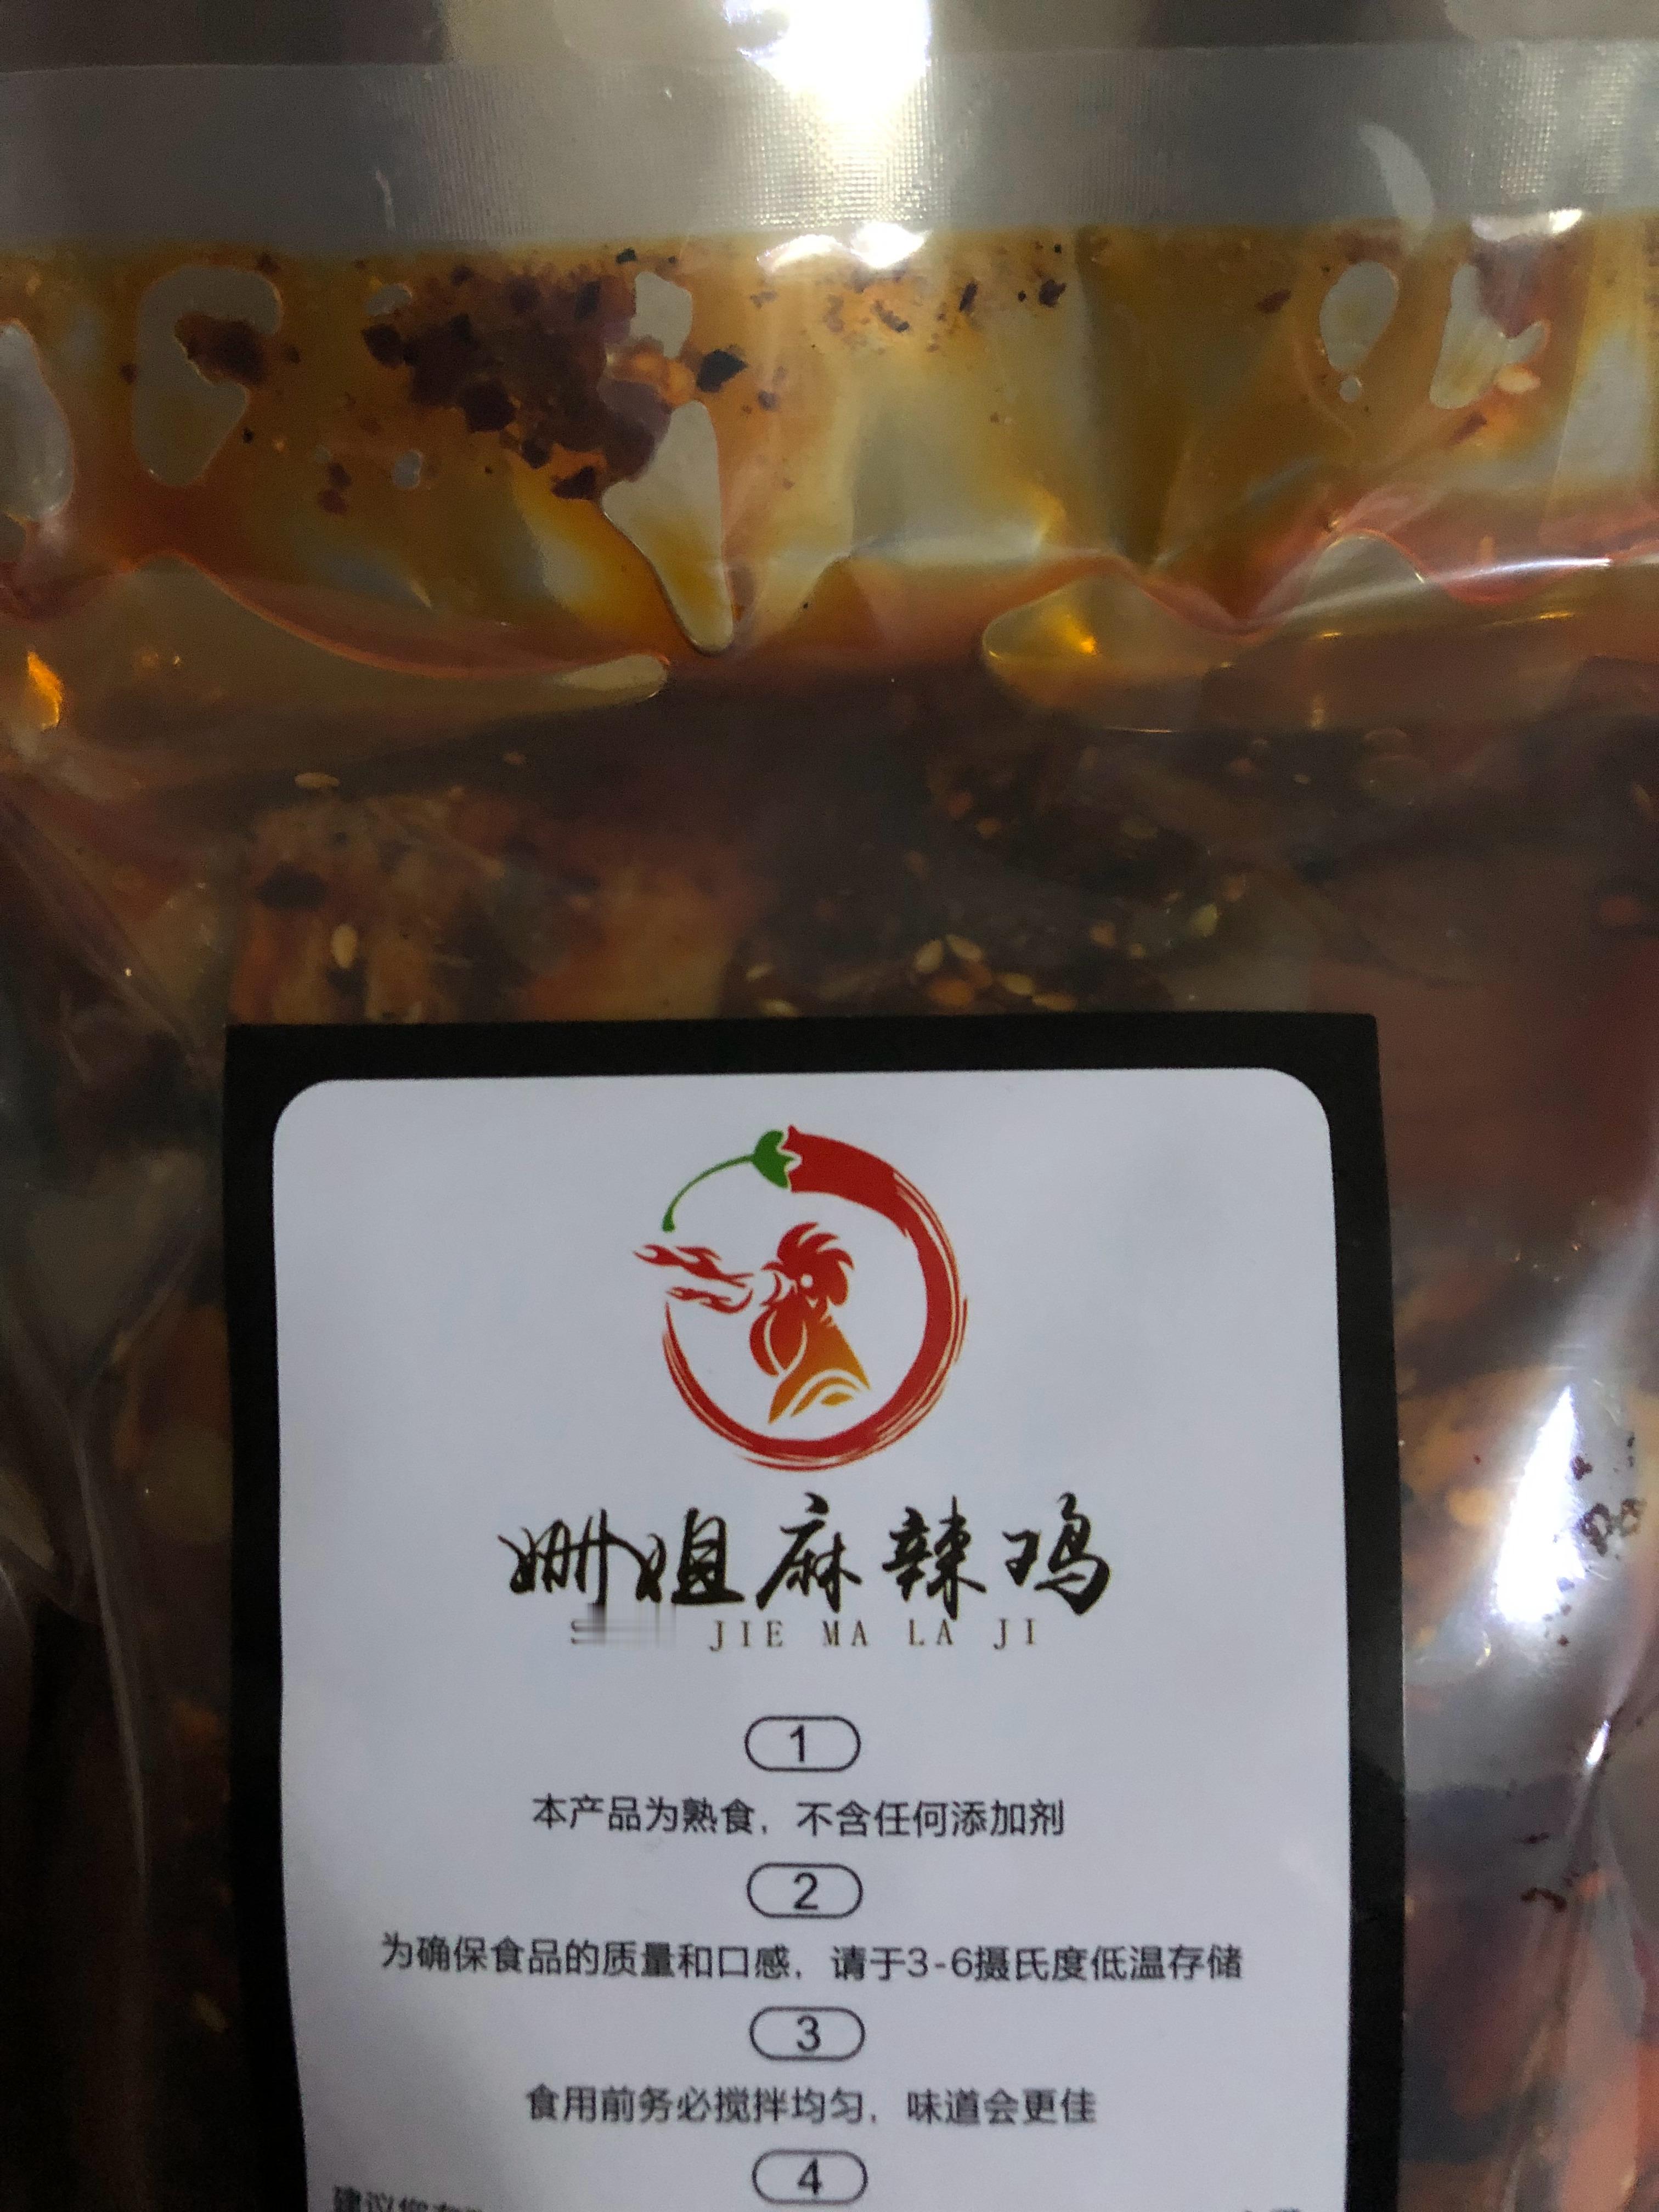 姗姐麻辣鸡
JIE MA LA JI
1
本产品为熟食，不含任何添加剂
2
为确保食品的质量和口感，请于3-6摄氏度低温存储
3
食用前务必搅拌均匀，味道会更佳
4
建议您